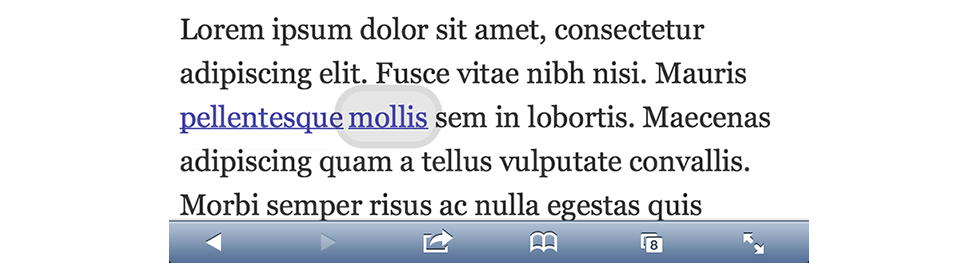 Lorem ipsum dolor sit amet, consectetur
adipiscing elit. Fusce vitae nibh nisi. Mauris
pellentesque mollis sem in lobortis. Maecenas
adipiscing quam a tellus vulputate convallis.
Morbi semper risus ac nulla egestas quis
8